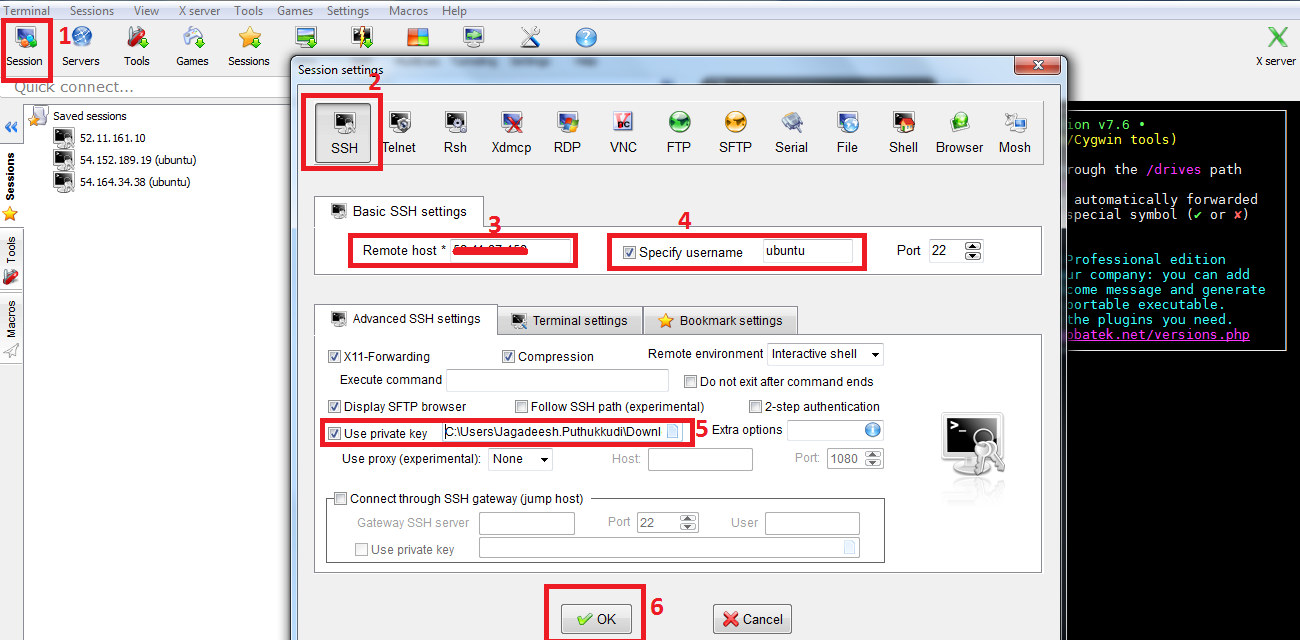 Terminal Sessions View X server Tools Games Settings Macros Help
1
Session Servers Tools Games Sessions
X server
Quick connect...
Session settings
2
Saved sessions
52.11.161.10
54.152.189.19 (ubuntu)
54.164.34.38 (ubuntu)
Sessions
Tools
Macros
SSH Telnet Rsh Xdmcp RDP VNC FTP SFTP Serial File Shell Browser Mosh
ion v7.6 •
/Cygwin tools)
rough the /drives path
automatically forwarded
special symbol (✔ or ✘)
Professional edition
ur company: you can add
come message and generate
portable executable.
the plugins you need.
obatek.net/versions.php
Basic SSH settings
3
4
Remote host *
Specify username ubuntu
Port 22
Advanced SSH settings Terminal settings Bookmark settings
X11-Forwarding Compression Remote environment Interactive shell
Execute command Do not exit after command ends
Display SFTP browser Follow SSH path (experimental) 2-step authentication
Use private key C:\Users\Jagadeesh.Puthukkudi\Downl 5 Extra options
Use proxy (experimental): None Host: Port: 1080
Connect through SSH gateway (jump host)
Gateway SSH server Port 22 User
Use private key
OK 6 Cancel